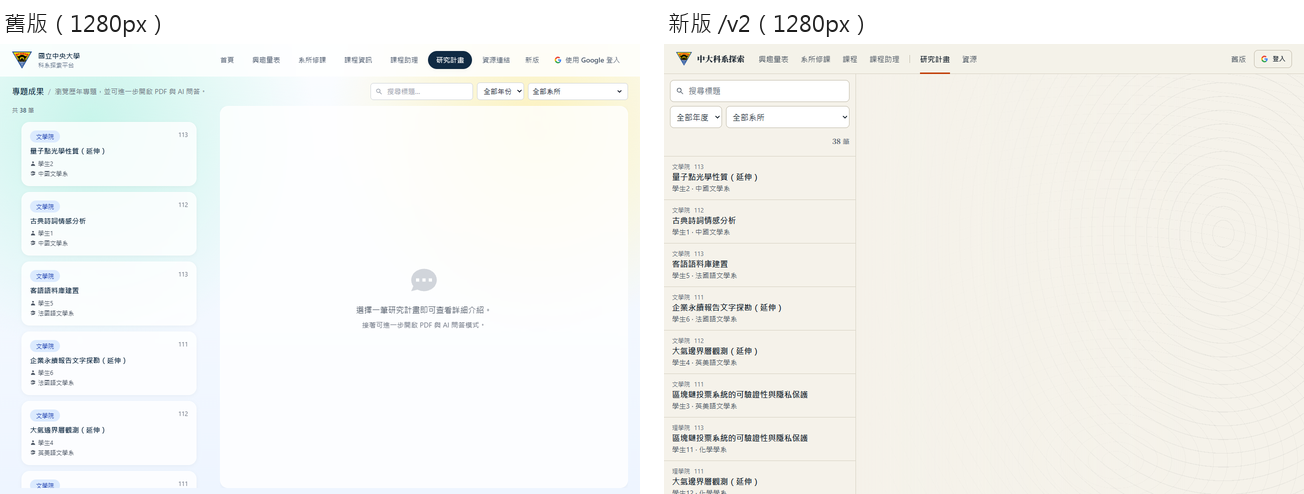 舊版（1280px）
國立中央大學
科系探索平台
首頁 興趣量表 系所修課 課程資訊 課程助理 研究計畫 資源連結 新版 使用 Google 登入
專題成果 / 瀏覽歷年專題，並可進一步開啟 PDF 與 AI 問答。
搜尋標題... 全部年份 全部系所
共 38 筆
文學院 113
量子點光學性質（延伸）
學生2
中國文學系
文學院 112
古典詩詞情感分析
學生1
中國文學系
文學院 113
客語語料庫建置
學生5
法國語文學系
文學院 111
企業永續報告文字探勘（延伸）
學生6
法國語文學系
文學院 112
大氣邊界層觀測（延伸）
學生4
英美語文學系
文學院 111
選擇一筆研究計畫即可查看詳細介紹。
接著可進一步開啟 PDF 與 AI 問答模式。
新版 /v2（1280px）
中大科系探索 興趣量表 系所修課 課程 課程助理 研究計畫 資源 舊版 登入
搜尋標題
全部年度 全部系所
38 筆
文學院 113
量子點光學性質（延伸）
學生2 · 中國文學系
文學院 112
古典詩詞情感分析
學生1 · 中國文學系
文學院 113
客語語料庫建置
學生5 · 法國語文學系
文學院 111
企業永續報告文字探勘（延伸）
學生6 · 法國語文學系
文學院 112
大氣邊界層觀測（延伸）
學生4 · 英美語文學系
文學院 111
區塊鏈投票系統的可驗證性與隱私保護
學生3 · 英美語文學系
理學院 113
區塊鏈投票系統的可驗證性與隱私保護
學生11 · 化學學系
理學院 111
大氣邊界層觀測（延伸）
學生12 · 化學學系